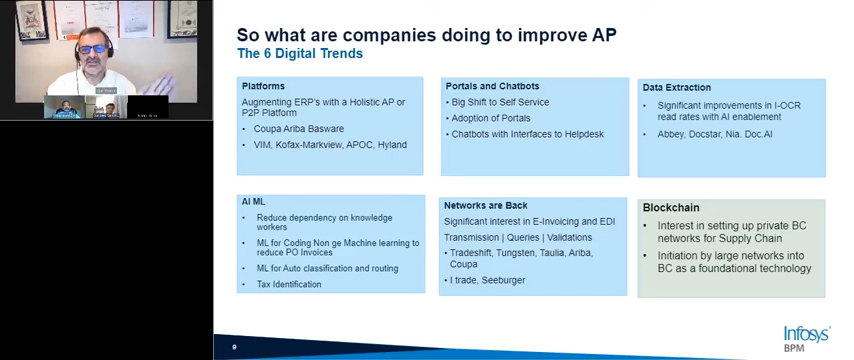 So what are companies doing to improve AP
The 6 Digital Trends
Platforms
Augmenting ERP's with a Holistic AP or
P2P Platform
• Coupa Ariba Basware
• VIM, Kofax-Markview, APOC, Hyland
Portals and Chatbots
• Big Shift to Self Service
• Adoption of Portals
• Chatbots with Interfaces to Helpdesk
Data Extraction
• Significant improvements in I-OCR
read rates with AI enablement
• Abbey, Docstar, Nia. Doc.AI
AI ML
• Reduce dependency on knowledge
workers
• ML for Coding Non ge Machine learning to
reduce PO Invoices
• ML for Auto classification and routing
• Tax Identification
Networks are Back
Significant interest in E-Invoicing and EDI
Transmission | Queries | Validations
• Tradeshift, Tungsten, Taulia, Ariba,
Coupa
• I trade, Seeburger
Blockchain
• Interest in setting up private BC
networks for Supply Chain
• Initiation by large networks into
BC as a foundational technology
9
Infosys
BPM